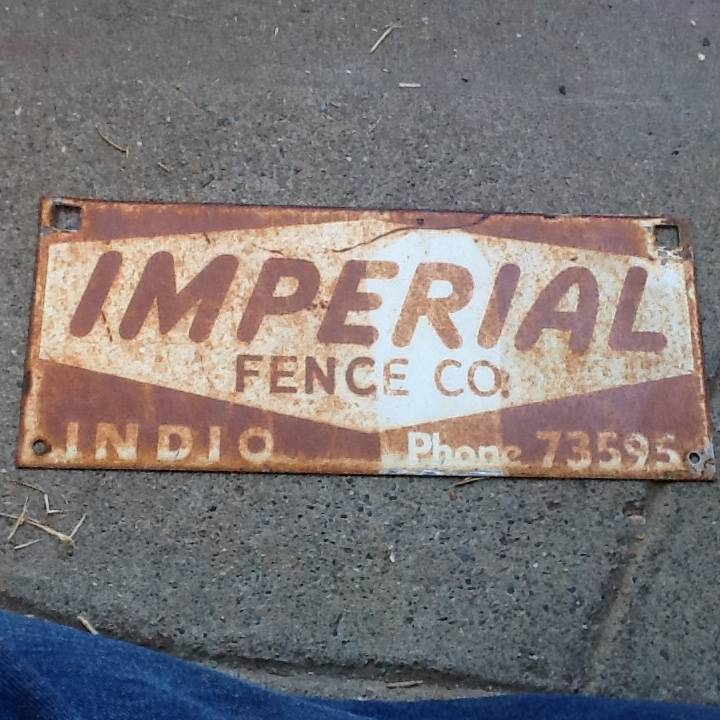 IMPERIAL
FENCE CO.
INDIO Phone 73595